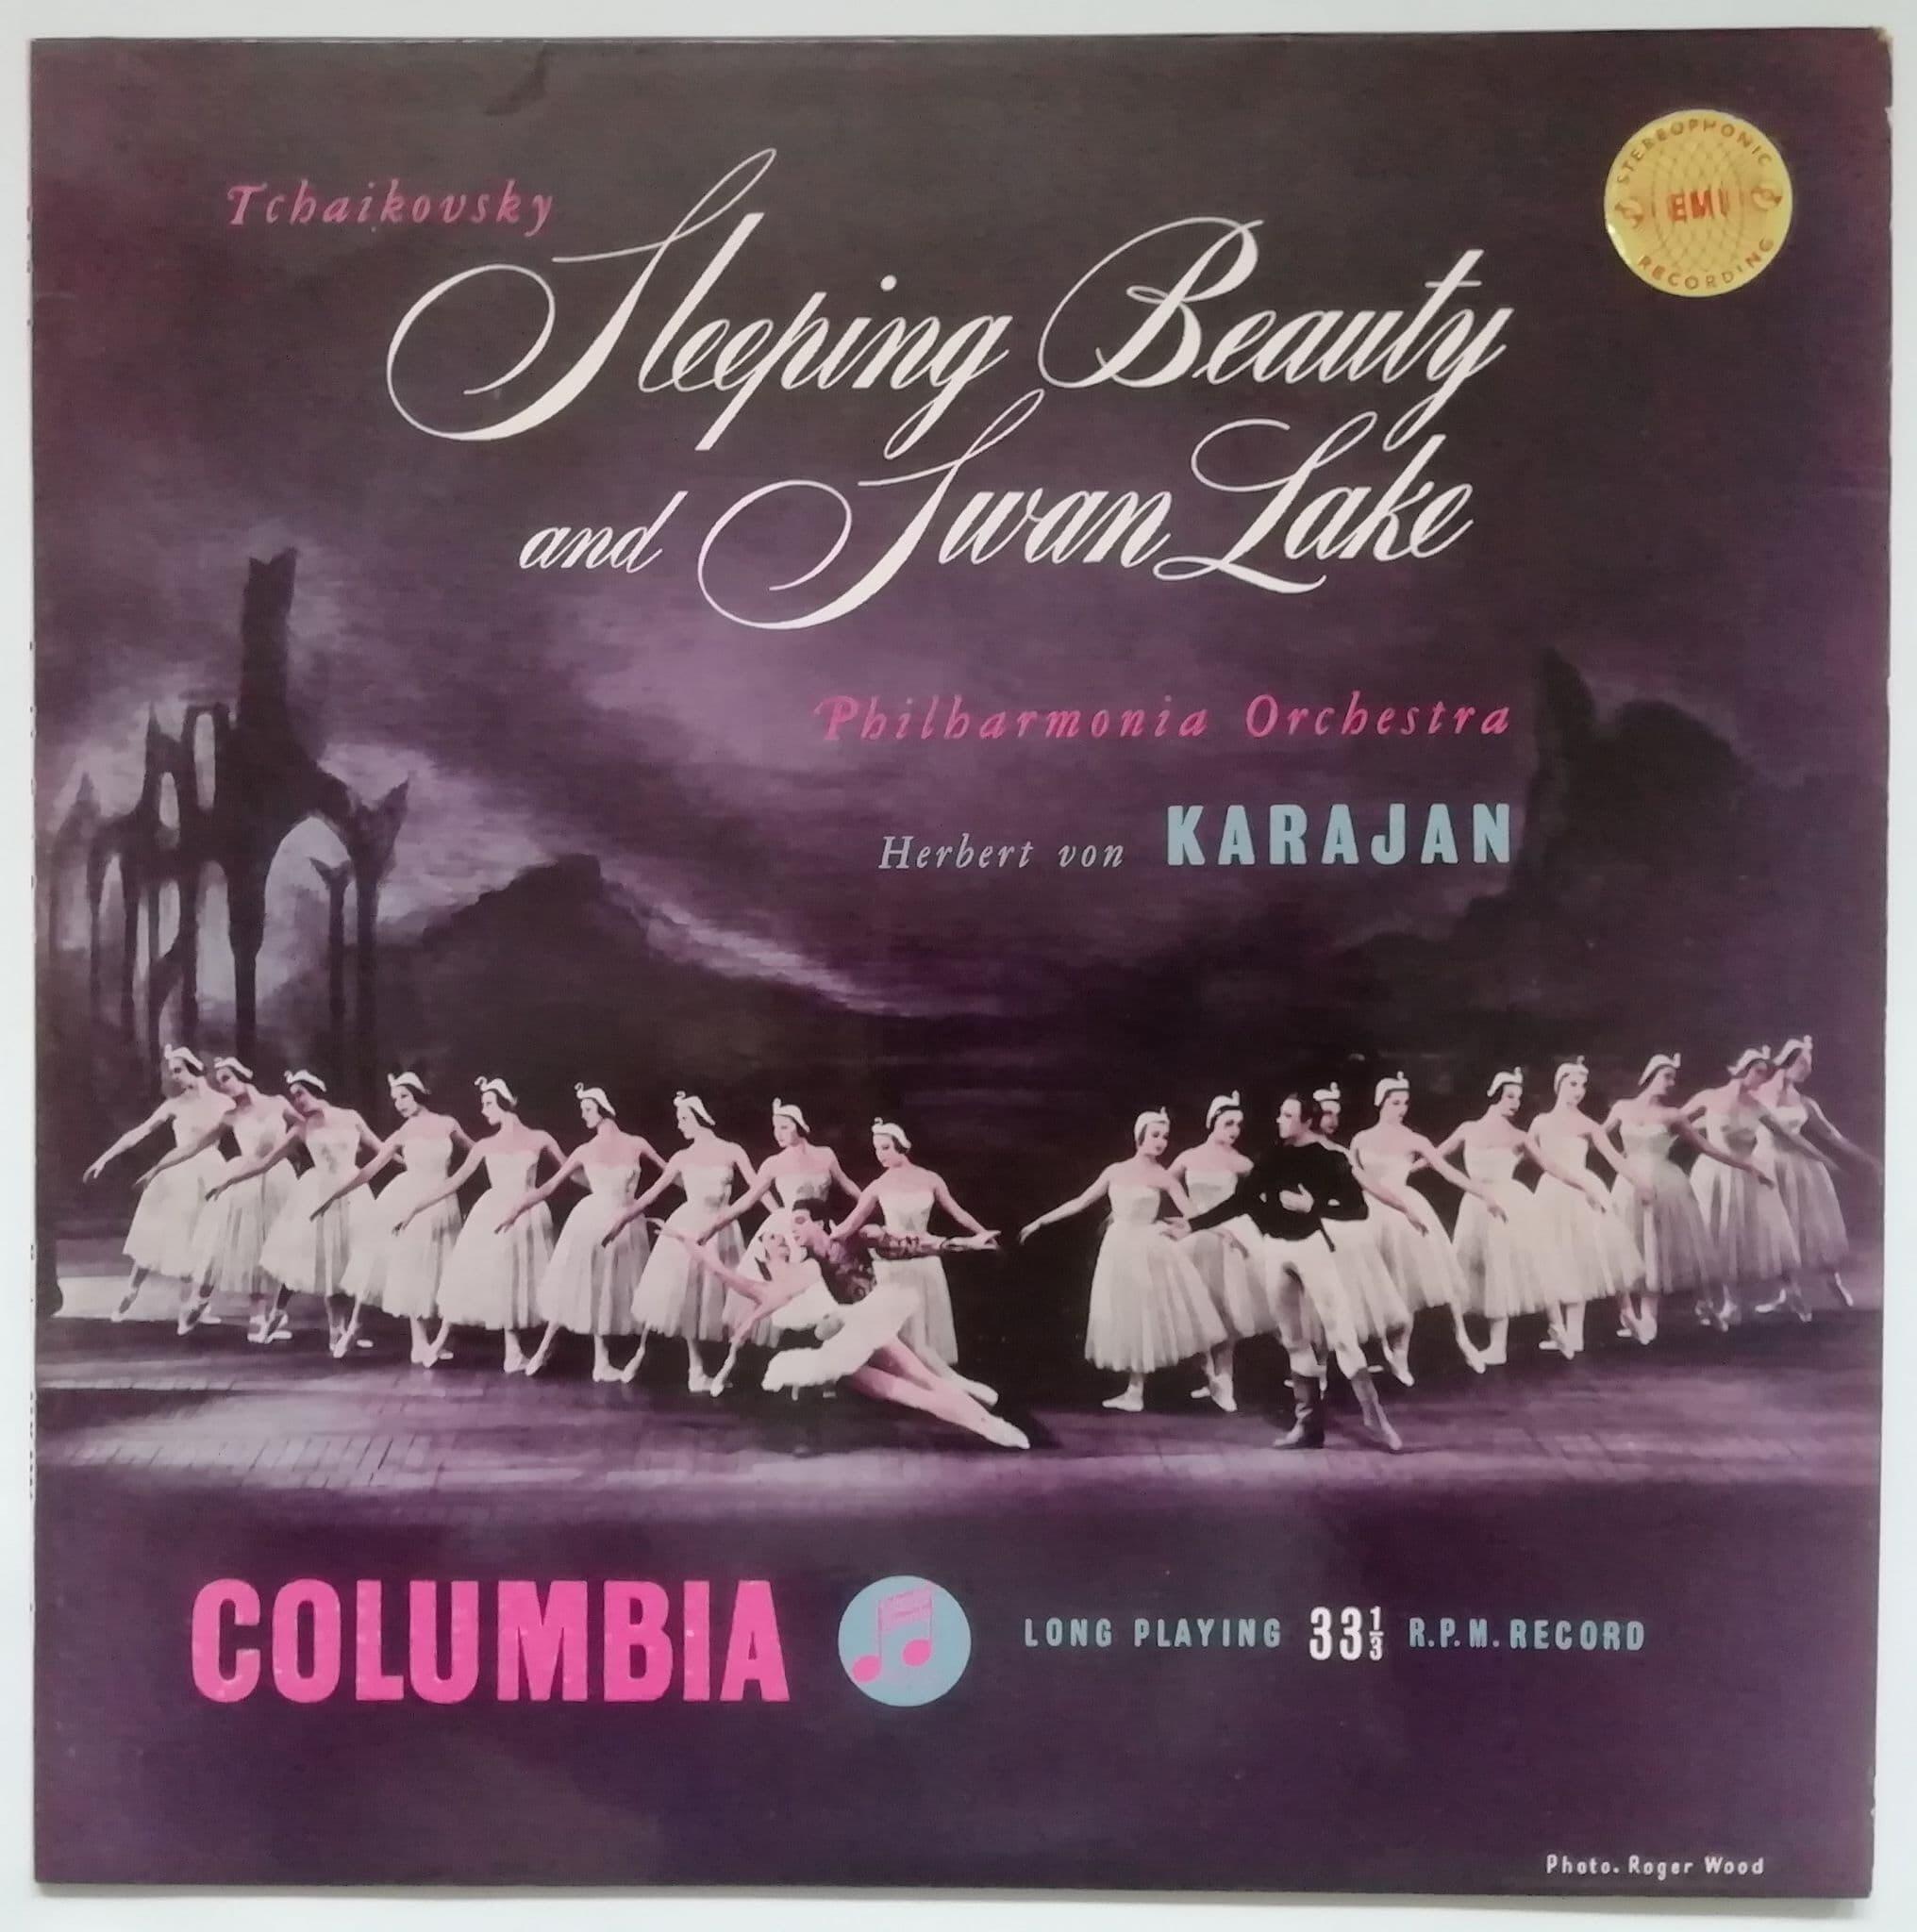 Tchaikovsky
Sleeping Beauty
and Swan Lake
STEREOPHONIC
EMI
RECORDING
Philharmonia Orchestra
Herbert von KARAJAN
COLUMBIA
LONG PLAYING 33⅓ R.P.M. RECORD
Photo. Roger Wood